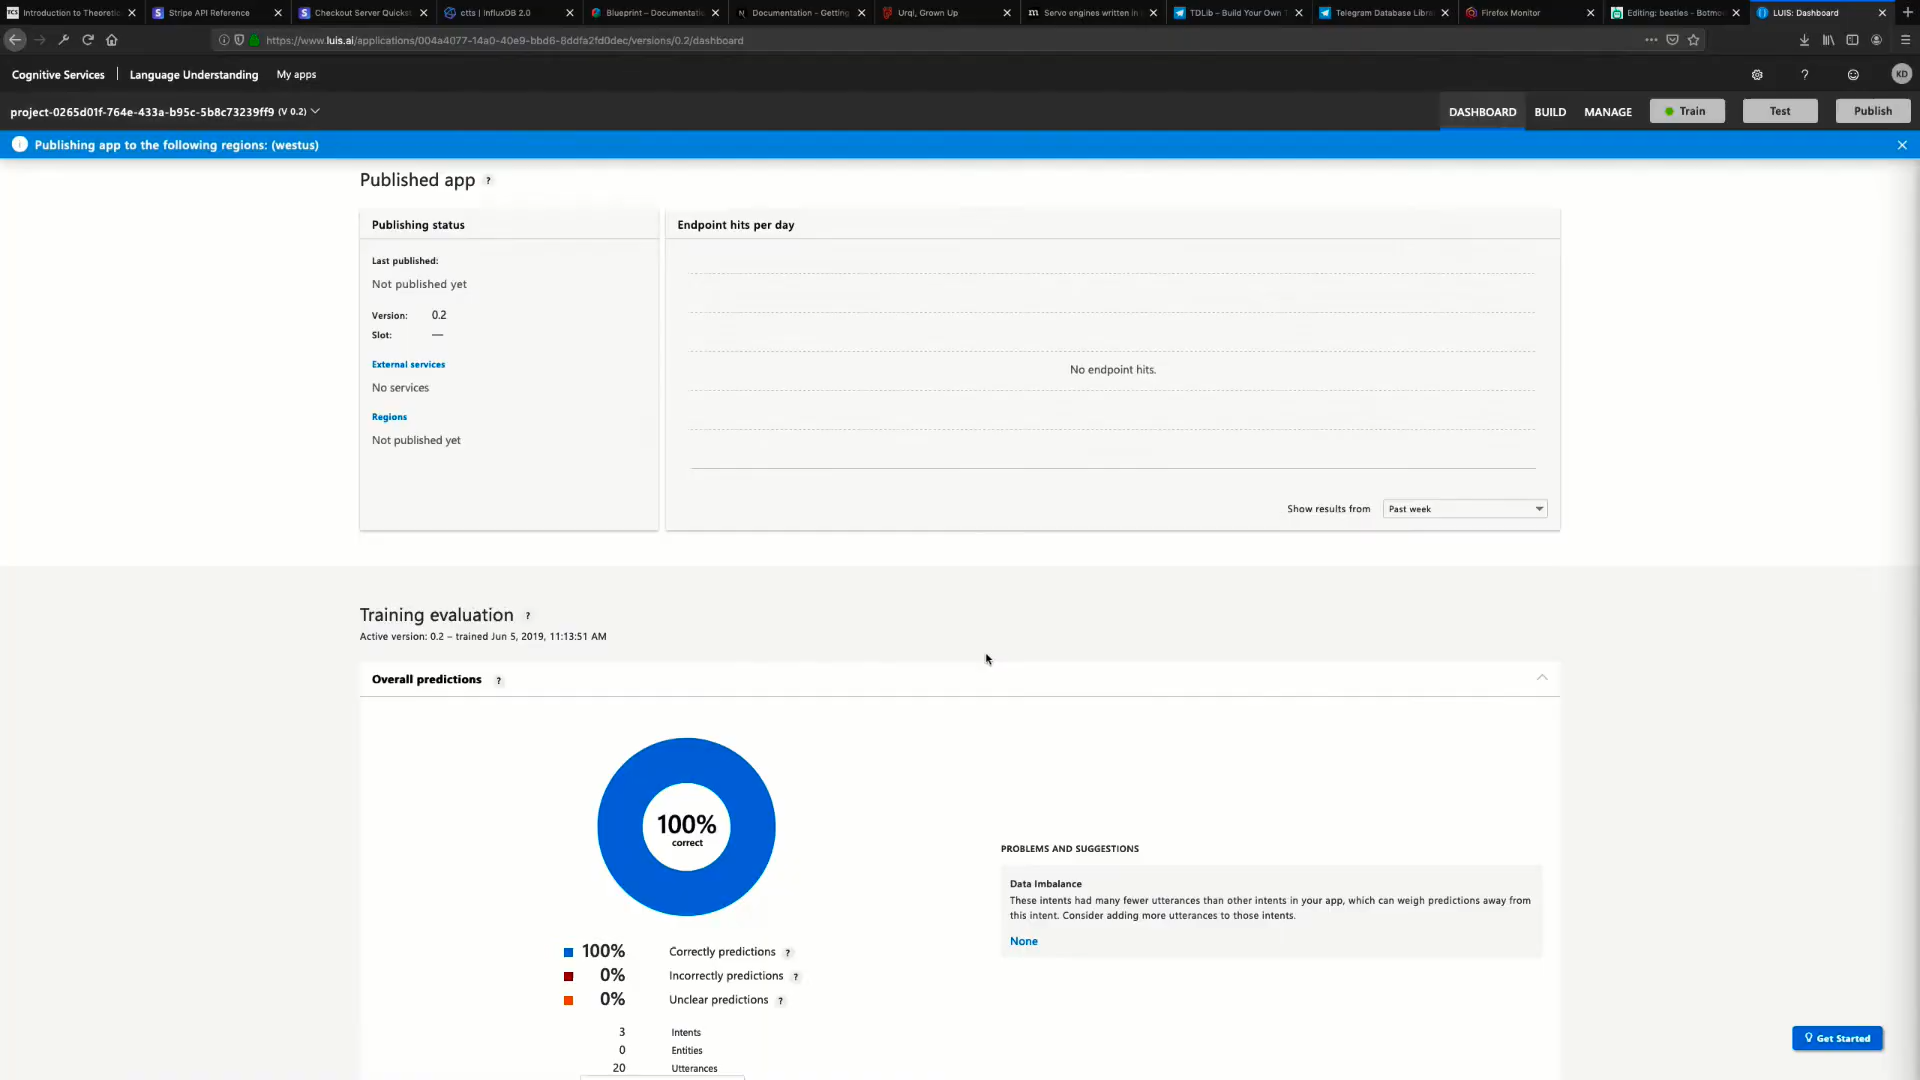 Introduction to Theoretic
Stripe API Reference
Checkout Server Quickst
ctts | InfluxDB 2.0
Blueprint – Documentatio
Documentation - Getting
Urql, Grown Up
Servo engines written in
TDLib – Build Your Own
Telegram Database Libra
Firefox Monitor
Editing: beatles - Botmo
LUIS: Dashboard
https://www.luis.ai/applications/004a4077-14a0-40e9-bbd6-8ddfa2fd0dec/versions/0.2/dashboard
Cognitive Services
Language Understanding
My apps
KD
project-0265d01f-764e-433a-b95c-5b8c73239ff9 (V 0.2)
DASHBOARD
BUILD
MANAGE
Train
Test
Publish
Publishing app to the following regions: (westus)
Published app ?
Publishing status
Endpoint hits per day
Last published:
Not published yet
Version: 0.2
Slot: —
External services
No services
Regions
Not published yet
No endpoint hits.
Show results from Past week
Training evaluation ?
Active version: 0.2 – trained Jun 5, 2019, 11:13:51 AM
Overall predictions ?
100%
correct
PROBLEMS AND SUGGESTIONS
Data Imbalance
These intents had many fewer utterances than other intents in your app, which can weigh predictions away from
this intent. Consider adding more utterances to those intents.
None
100% Correctly predictions ?
0% Incorrectly predictions ?
0% Unclear predictions ?
3 Intents
0 Entities
20 Utterances
Get Started